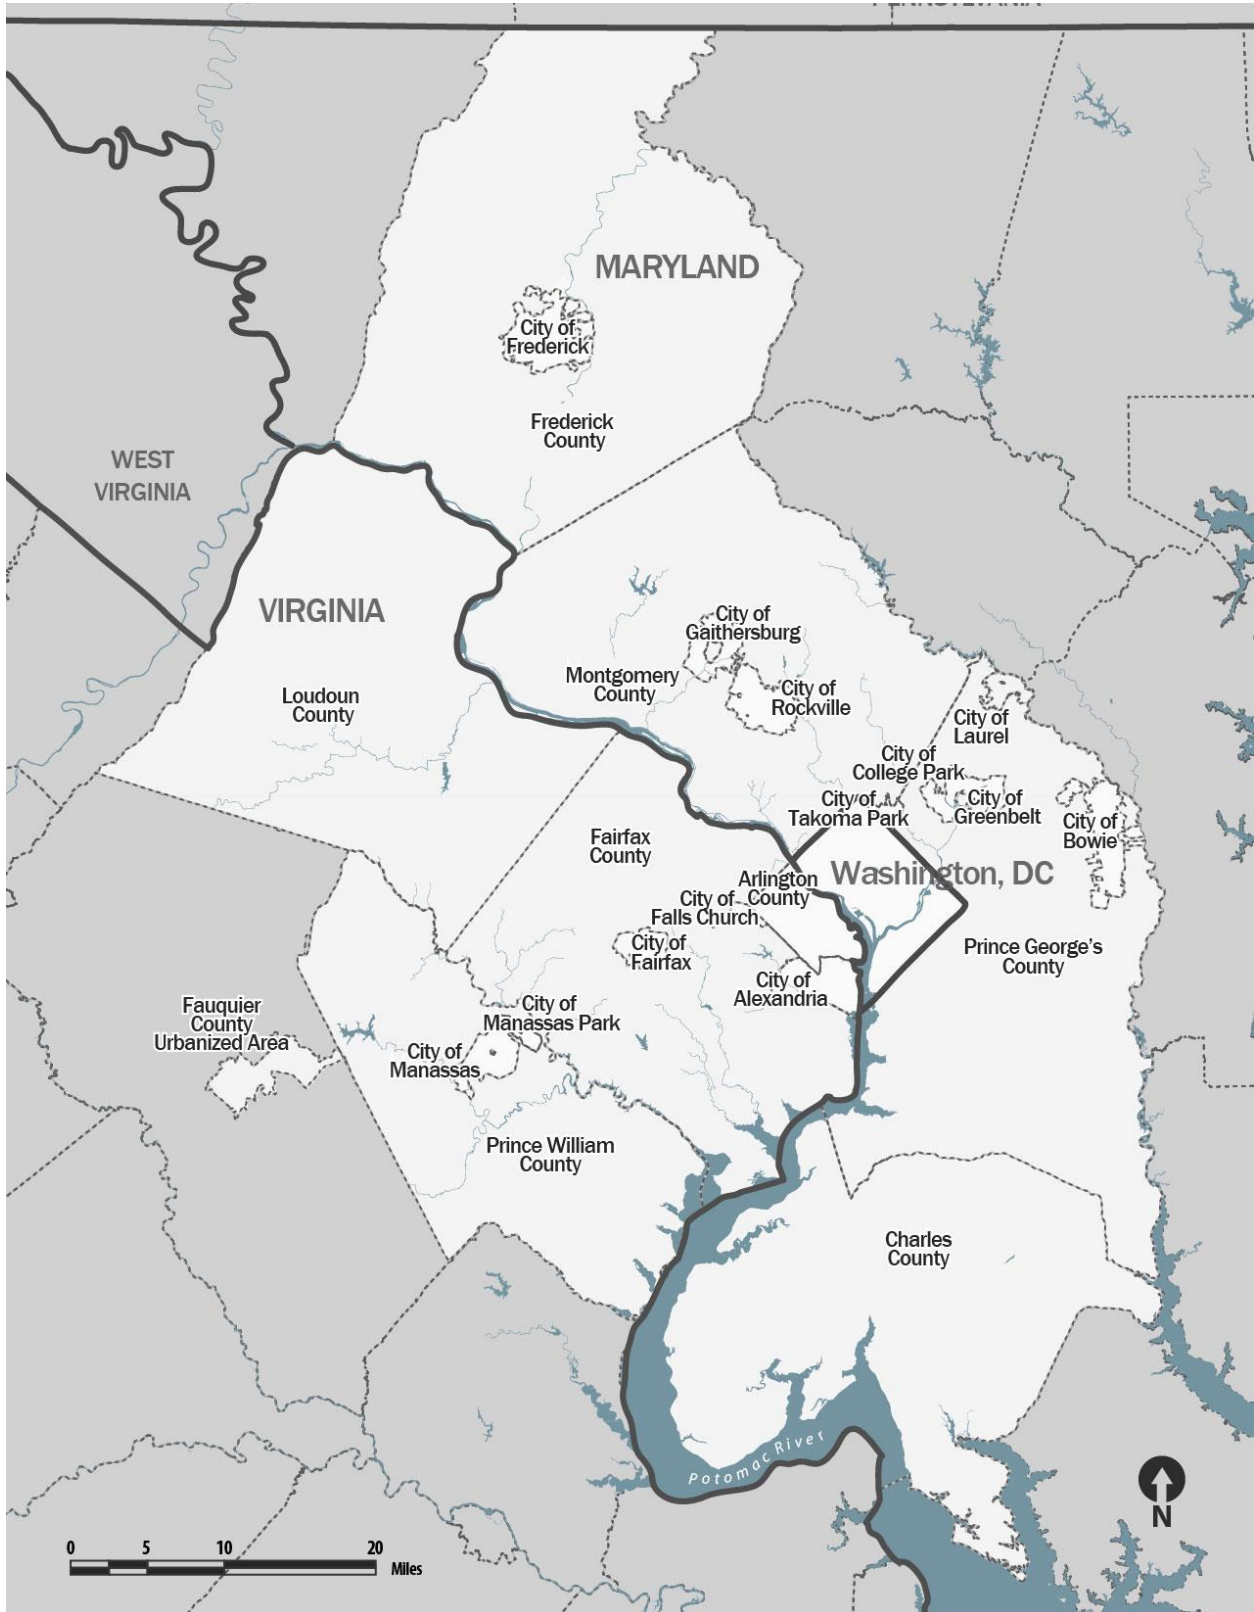 PENNSYLVANIA
MARYLAND
City of
Frederick
Frederick
County
WEST
VIRGINIA
VIRGINIA
Loudoun
County
City of
Gaithersburg
Montgomery
County
City of
Rockville
City of
Laurel
City of
College Park
City of
Takoma Park
City of
Greenbelt
City of
Bowie
Fairfax
County
Washington, DC
Arlington
County
City of
Falls Church
City of
Fairfax
Prince George's
County
City of
Alexandria
Fauquier
County
Urbanized Area
City of
Manassas Park
City of
Manassas
Prince William
County
Charles
County
Potomac River
N
0 5 10 20
Miles